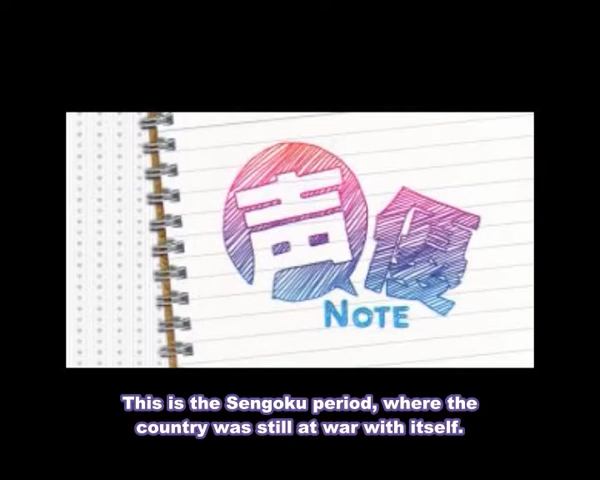 声優
NOTE
This is the Sengoku period, where the
country was still at war with itself.